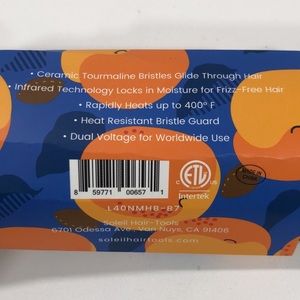 • Ceramic Tourmaline Bristles Glide Through Hair
• Infrared Technology Locks in Moisture for Frizz-Free Hair
• Rapidly Heats up to 400° F
• Heat Resistant Bristle Guard
• Dual Voltage for Worldwide Use
8 59771 00657 1
L40NMHB-B7
ETL
C US
Intertek
Soleil Hair-Tools
6701 Odessa Ave., Van Nuys, CA 91406
soleilhairtools.com